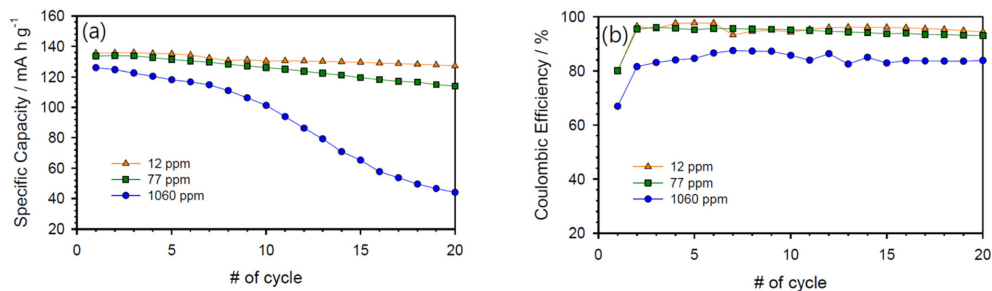 (a)
Specific Capacity / mA h g⁻¹
160
140
120
100
80
60
40
20
12 ppm
77 ppm
1060 ppm
0
5
10
15
20
# of cycle
(b)
Coulombic Efficiency / %
100
80
60
40
20
12 ppm
77 ppm
1060 ppm
0
5
10
15
20
# of cycle